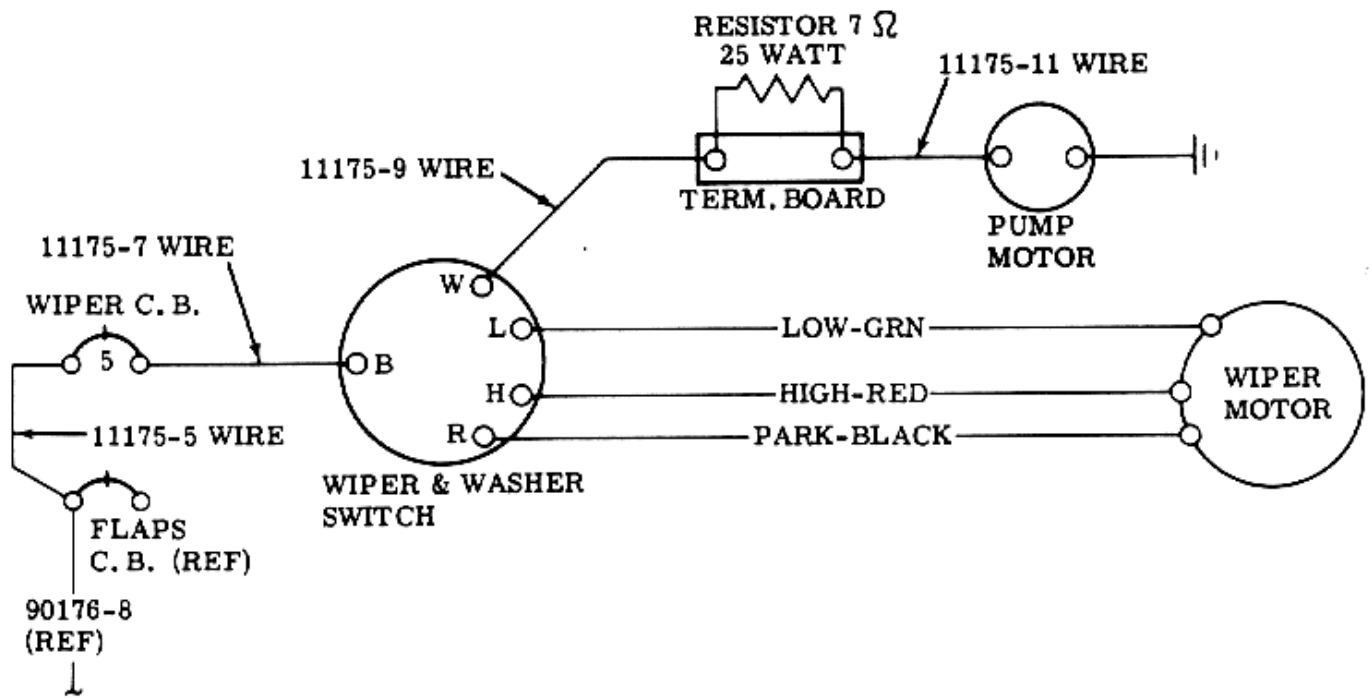 RESISTOR 7 Ω
25 WATT
11175-11 WIRE
11175-9 WIRE
TERM. BOARD
PUMP
MOTOR
11175-7 WIRE
WIPER C. B.
5
W
L
B
H
R
LOW-GRN
HIGH-RED
PARK-BLACK
WIPER
MOTOR
11175-5 WIRE
WIPER & WASHER
SWITCH
FLAPS
C. B. (REF)
90176-8
(REF)